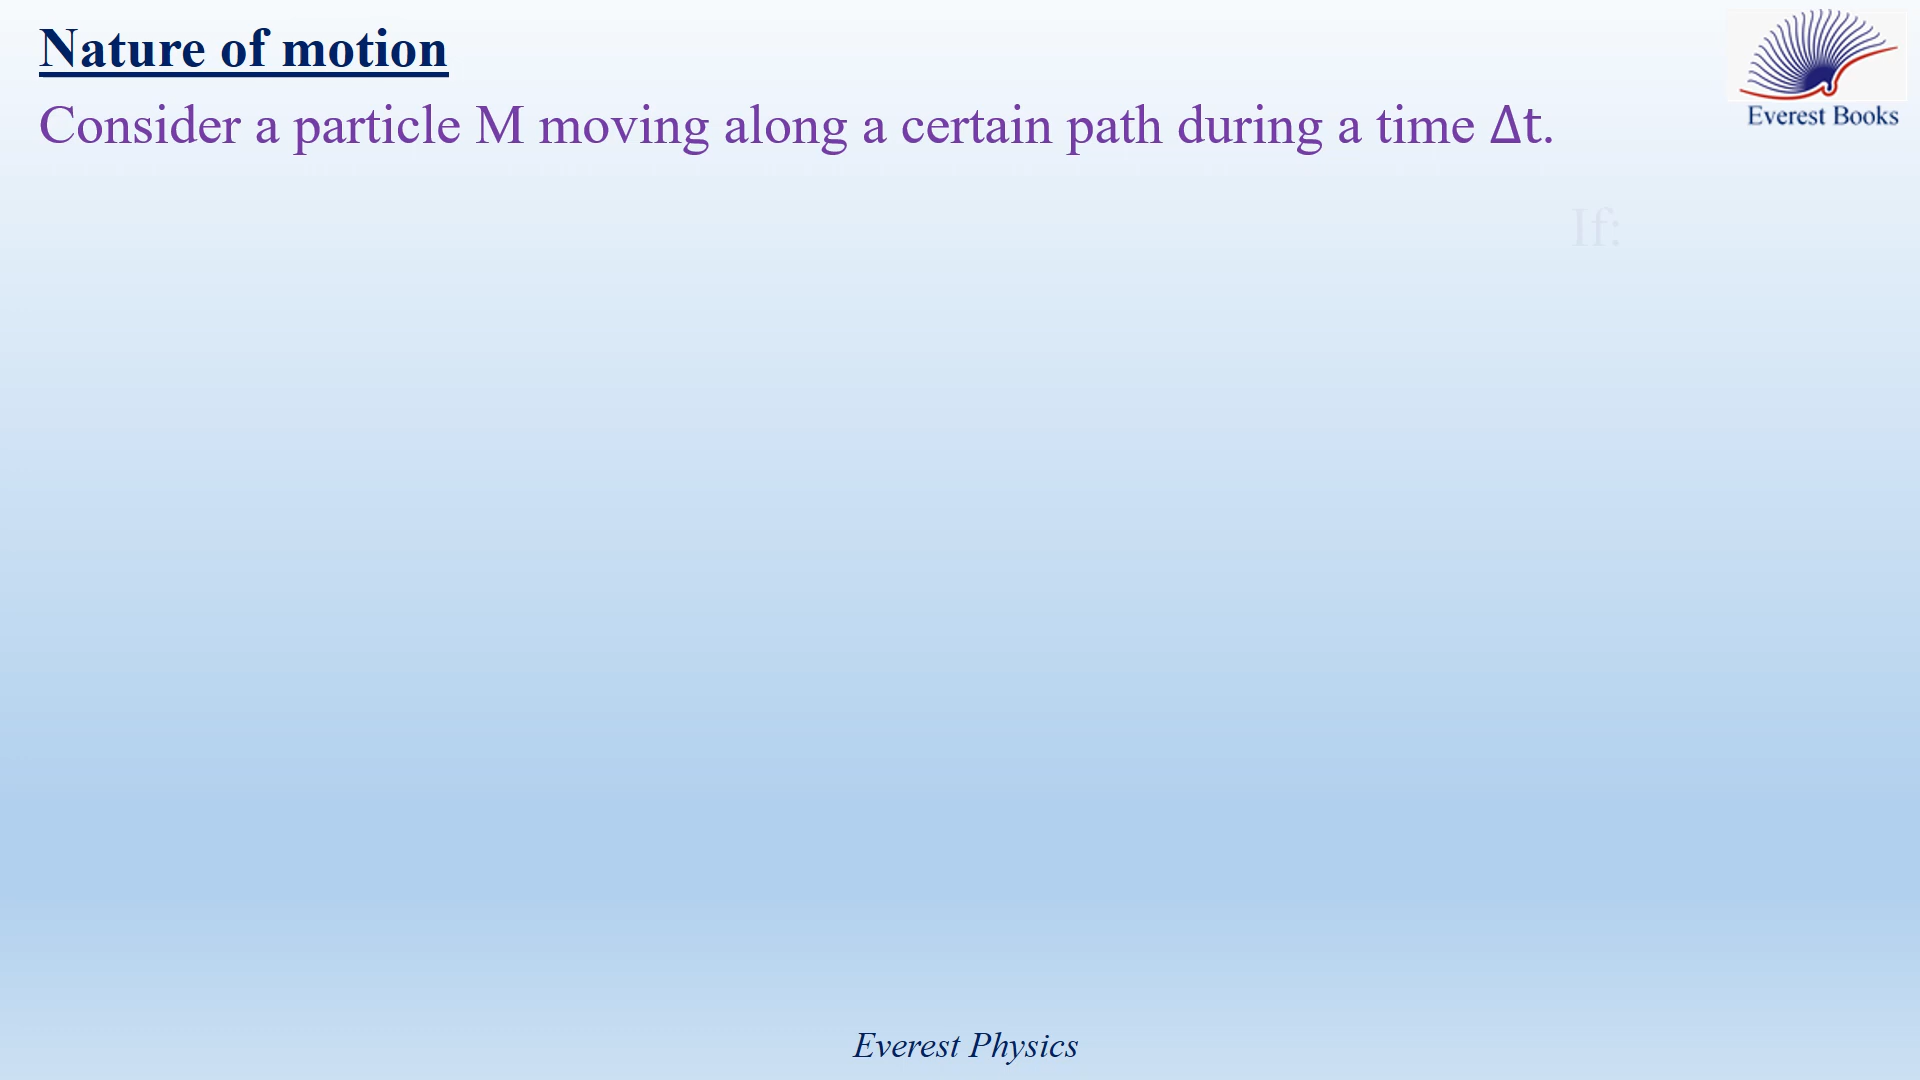 Nature of motion
Everest Books
Consider a particle M moving along a certain path during a time Δt.
If:
Everest Physics